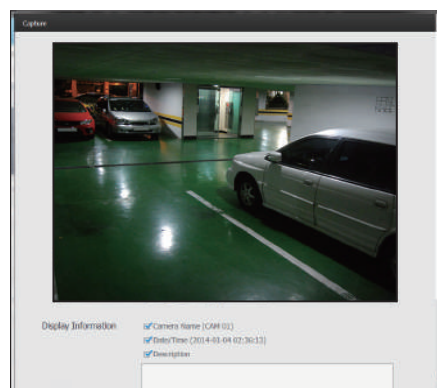 Capture
Display Information
Camera Name (CAM 01)
Date/Time (2014-01-04 02:36:13)
Description